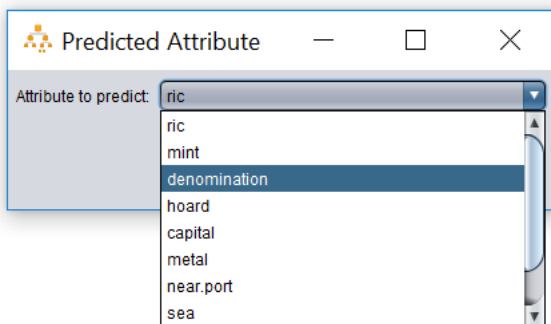 Predicted Attribute
Attribute to predict: ric
ric
mint
denomination
hoard
capital
metal
near.port
sea